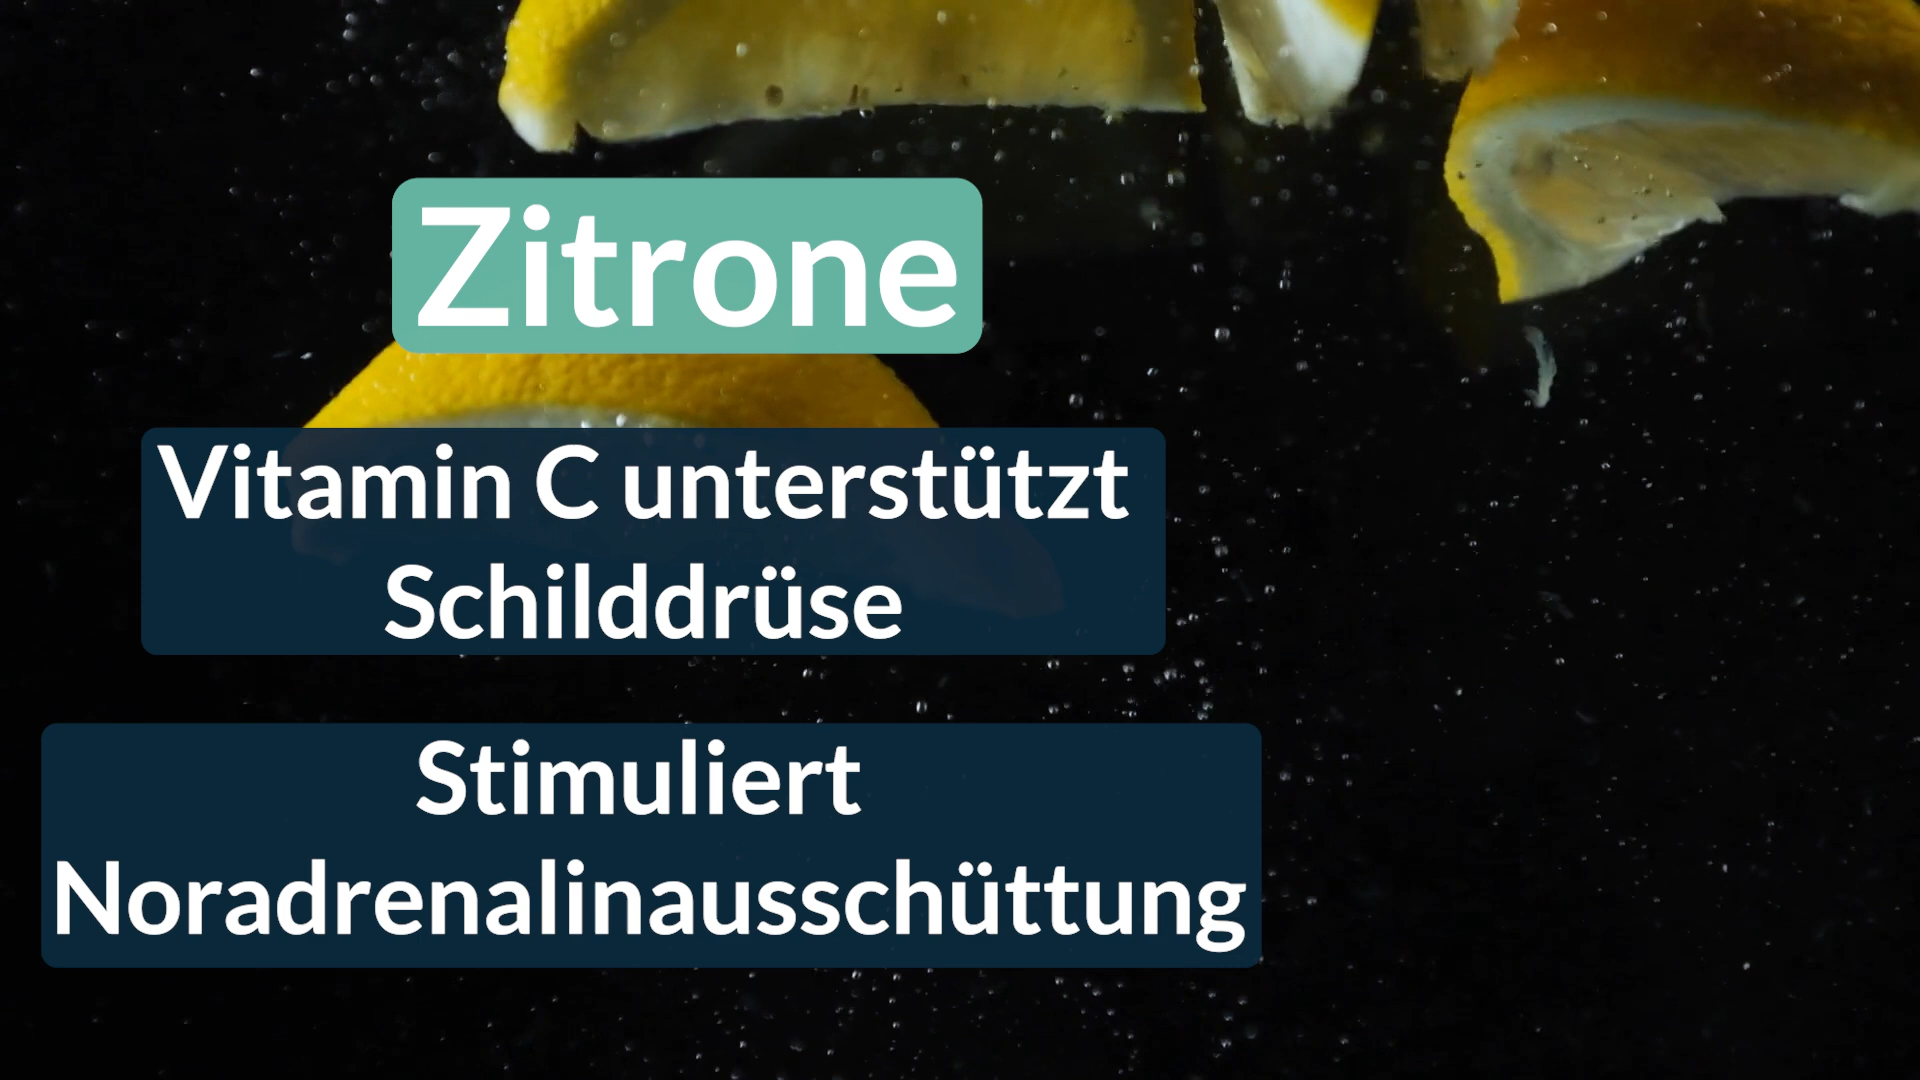 Zitrone
Vitamin C unterstützt
Schilddrüse
Stimuliert
Noradrenalinausschüttung